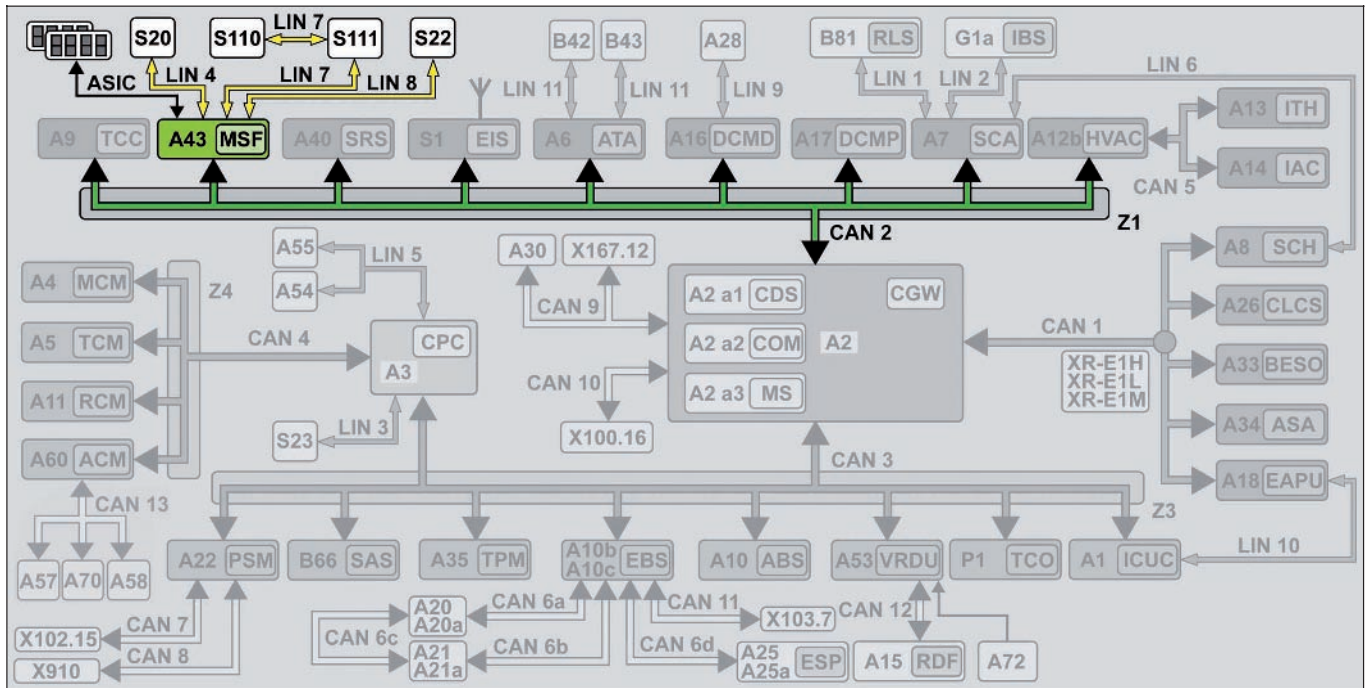 LIN 7
S20 S110 S111 S22 B42 B43 A28 B81 RLS G1a IBS
ASIC LIN 4 LIN 7 LIN 8 LIN 11 LIN 11 LIN 9 LIN 1 LIN 2 LIN 6
A9 TCC A43 MSF A40 SRS S1 EIS A6 ATA A16 DCMD A17 DCMP A7 SCA A12b HVAC A13 ITH
A14 IAC
CAN 5
CAN 2 Z1
A55 LIN 5 A30 X167.12 A8 SCH
A4 MCM Z4 A54 CAN 9 A2 a1 CDS CGW A26 CLCS
A5 TCM CAN 4 CPC A2 a2 COM A2 CAN 1
A3 CAN 10 A2 a3 MS XR-E1H A33 BESO
XR-E1L
XR-E1M
A11 RCM LIN 3 A34 ASA
A60 ACM S23 X100.16 CAN 3 A18 EAPU
CAN 13 Z3
A57 A70 A58 A22 PSM B66 SAS A35 TPM A10b EBS A10 ABS A53 VRDU P1 TCO A1 ICUC LIN 10
A10c
X102.15 CAN 7 CAN 6c A20 CAN 6a CAN 11 X103.7 CAN 12
A20a
X910 CAN 8 A21 CAN 6b CAN 6d A25 ESP A15 RDF A72
A21a A25a